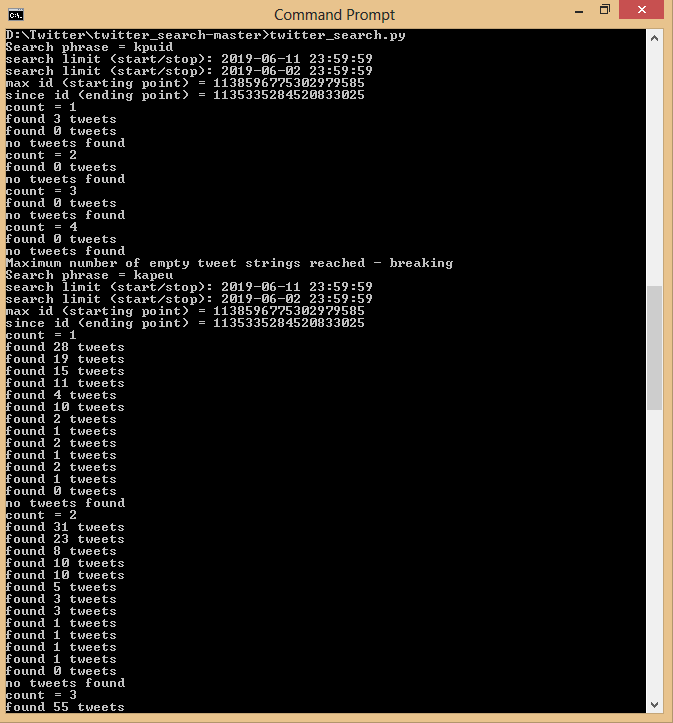 Command Prompt
D:\Twitter\twitter_search-master>twitter_search.py
Search phrase = kpuid
search limit (start/stop): 2019-06-11 23:59:59
search limit (start/stop): 2019-06-02 23:59:59
max id (starting point) = 1138596775302979585
since id (ending point) = 1135335284520833025
count = 1
found 3 tweets
found 0 tweets
no tweets found
count = 2
found 0 tweets
no tweets found
count = 3
found 0 tweets
no tweets found
count = 4
found 0 tweets
no tweets found
Maximum number of empty tweet strings reached - breaking
Search phrase = kapeu
search limit (start/stop): 2019-06-11 23:59:59
search limit (start/stop): 2019-06-02 23:59:59
max id (starting point) = 1138596775302979585
since id (ending point) = 1135335284520833025
count = 1
found 28 tweets
found 19 tweets
found 15 tweets
found 11 tweets
found 4 tweets
found 10 tweets
found 2 tweets
found 1 tweets
found 2 tweets
found 1 tweets
found 2 tweets
found 1 tweets
found 0 tweets
no tweets found
count = 2
found 31 tweets
found 23 tweets
found 8 tweets
found 10 tweets
found 10 tweets
found 5 tweets
found 3 tweets
found 3 tweets
found 1 tweets
found 1 tweets
found 1 tweets
found 1 tweets
found 0 tweets
no tweets found
count = 3
found 55 tweets